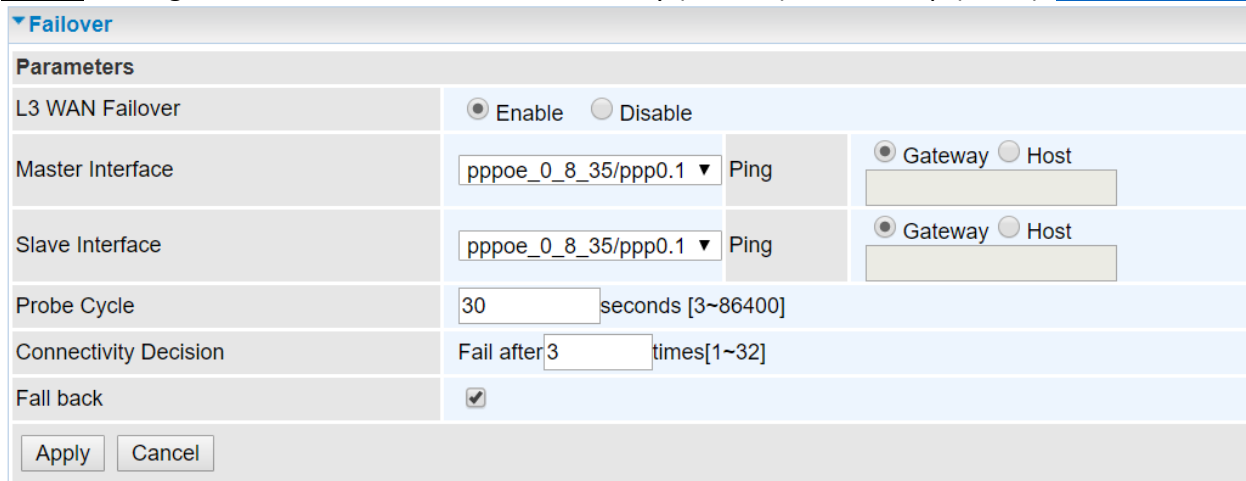 Failover
Parameters
L3 WAN Failover Enable Disable
Master Interface pppoe_0_8_35/ppp0.1 Ping Gateway Host
Slave Interface pppoe_0_8_35/ppp0.1 Ping Gateway Host
Probe Cycle 30 seconds [3~86400]
Connectivity Decision Fail after 3 times[1~32]
Fall back
Apply Cancel